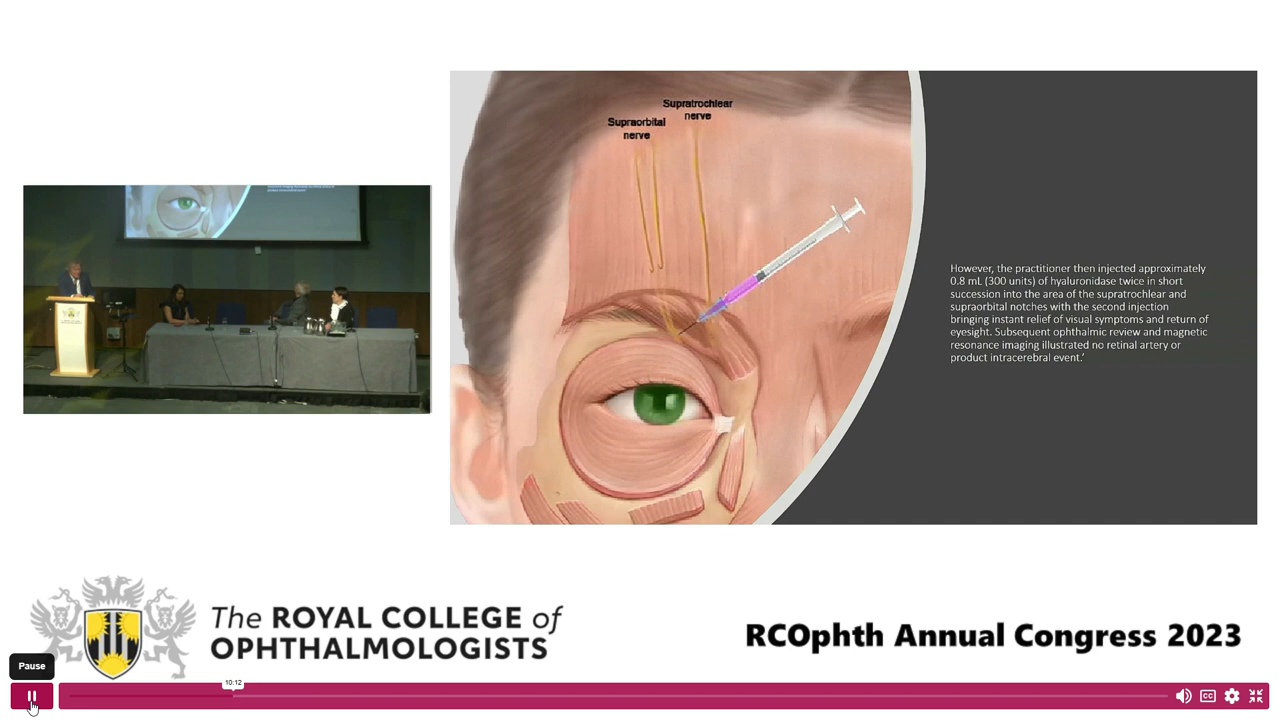 Supratrochlear
nerve
Supraorbital
nerve
However, the practitioner then injected approximately
0.8 mL (300 units) of hyaluronidase twice in short
succession into the area of the supratrochlear and
supraorbital notches with the second injection
bringing instant relief of visual symptoms and return of
eyesight. Subsequent ophthalmic review and magnetic
resonance imaging illustrated no retinal artery or
product intracerebral event.'
The ROYAL COLLEGE of
OPHTHALMOLOGISTS
RCOphth Annual Congress 2023
Pause
10:12
CC